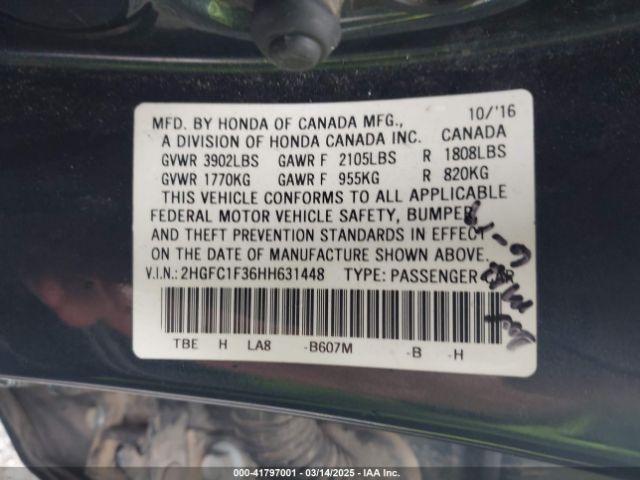 MFD. BY HONDA OF CANADA MFG., 10/'16
A DIVISION OF HONDA CANADA INC. CANADA
GVWR 3902LBS GAWR F 2105LBS R 1808LBS
GVWR 1770KG GAWR F 955KG R 820KG
THIS VEHICLE CONFORMS TO ALL APPLICABLE
FEDERAL MOTOR VEHICLE SAFETY, BUMPER,
AND THEFT PREVENTION STANDARDS IN EFFECT
ON THE DATE OF MANUFACTURE SHOWN ABOVE.
V.I.N.: 2HGFC1F36HH631448 TYPE: PASSENGER CAR
TBE H LA8 -B607M -B -H
000-41797001 - 03/14/2025 - IAA Inc.